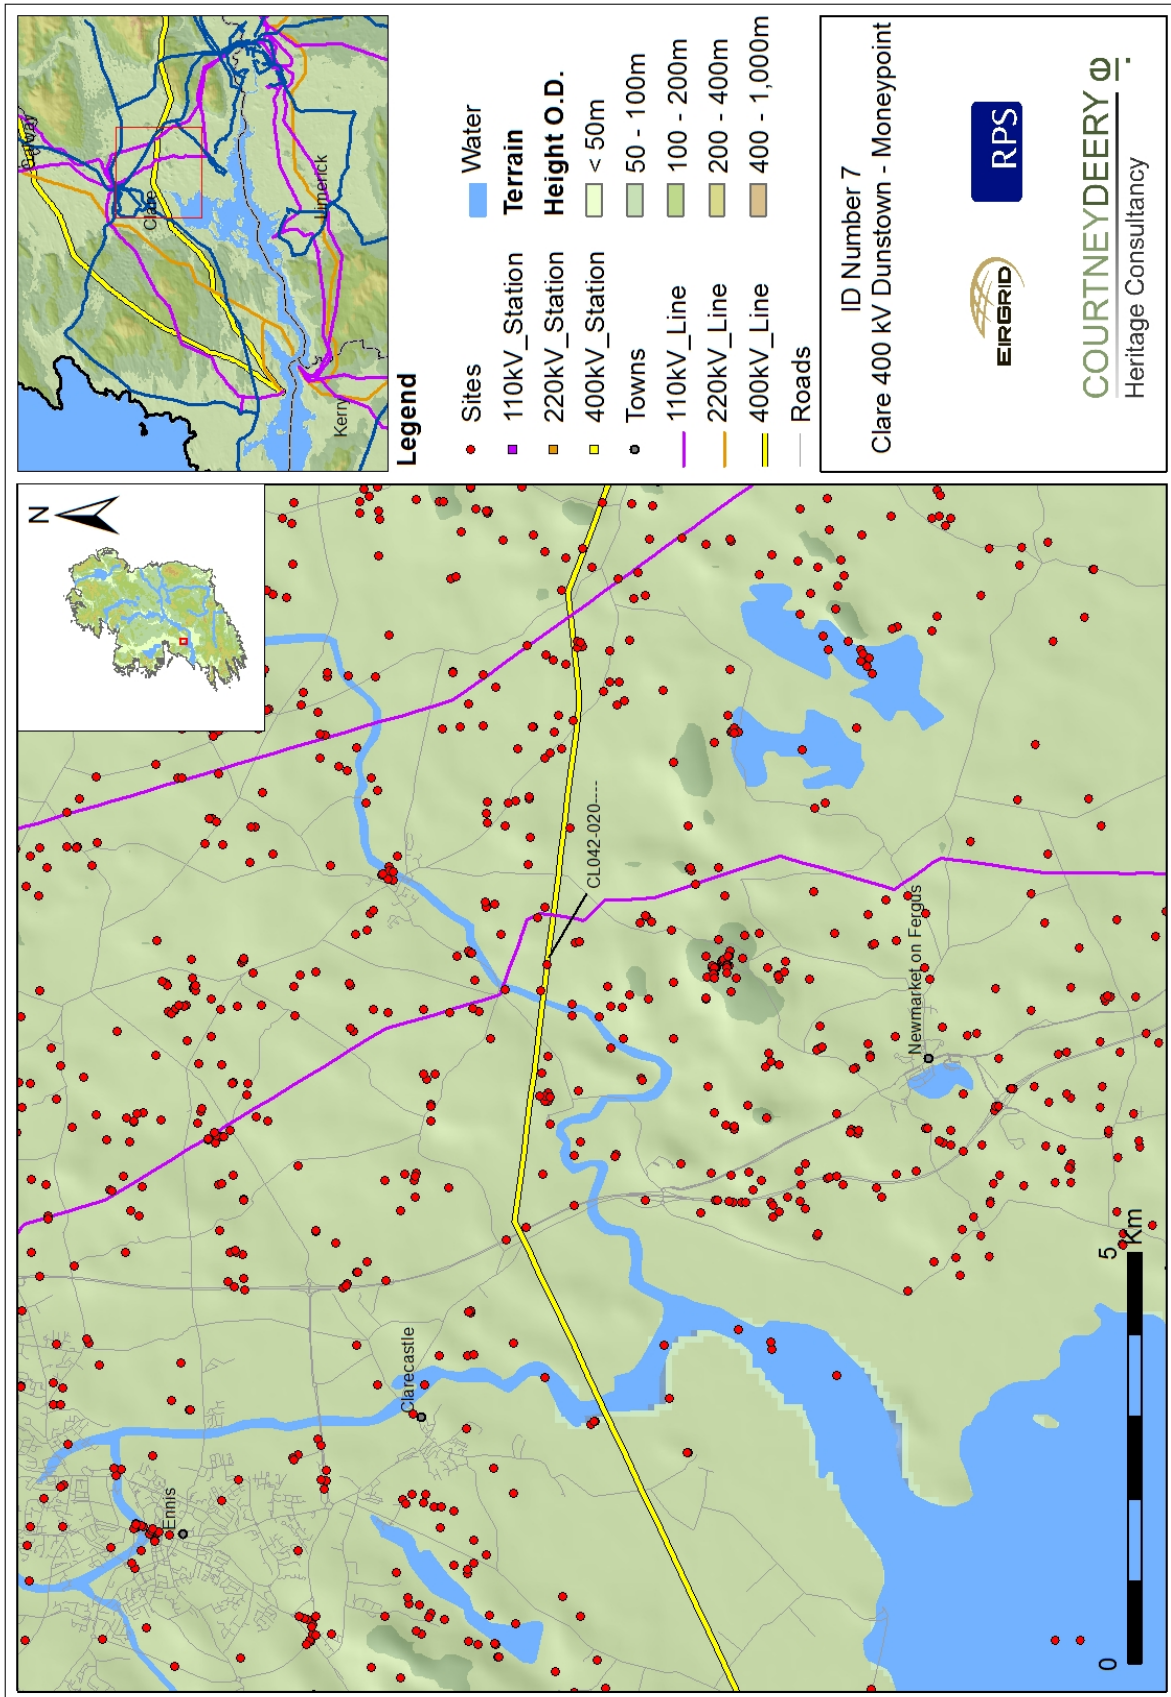 N
Ennis
Clarecastle
Newmarket on Fergus
CL042-020----
0
5
Km
Galway
Clare
Limerick
Kerry
Legend
Sites
110kV_Station
220kV_Station
400kV_Station
Towns
110kV_Line
220kV_Line
400kV_Line
Roads
Water
Terrain
Height O.D.
< 50m
50 - 100m
100 - 200m
200 - 400m
400 - 1,000m
ID Number 7
Clare 400 kV Dunstown - Moneypoint
EIRGRID
RPS
COURTNEYDEERY
Heritage Consultancy